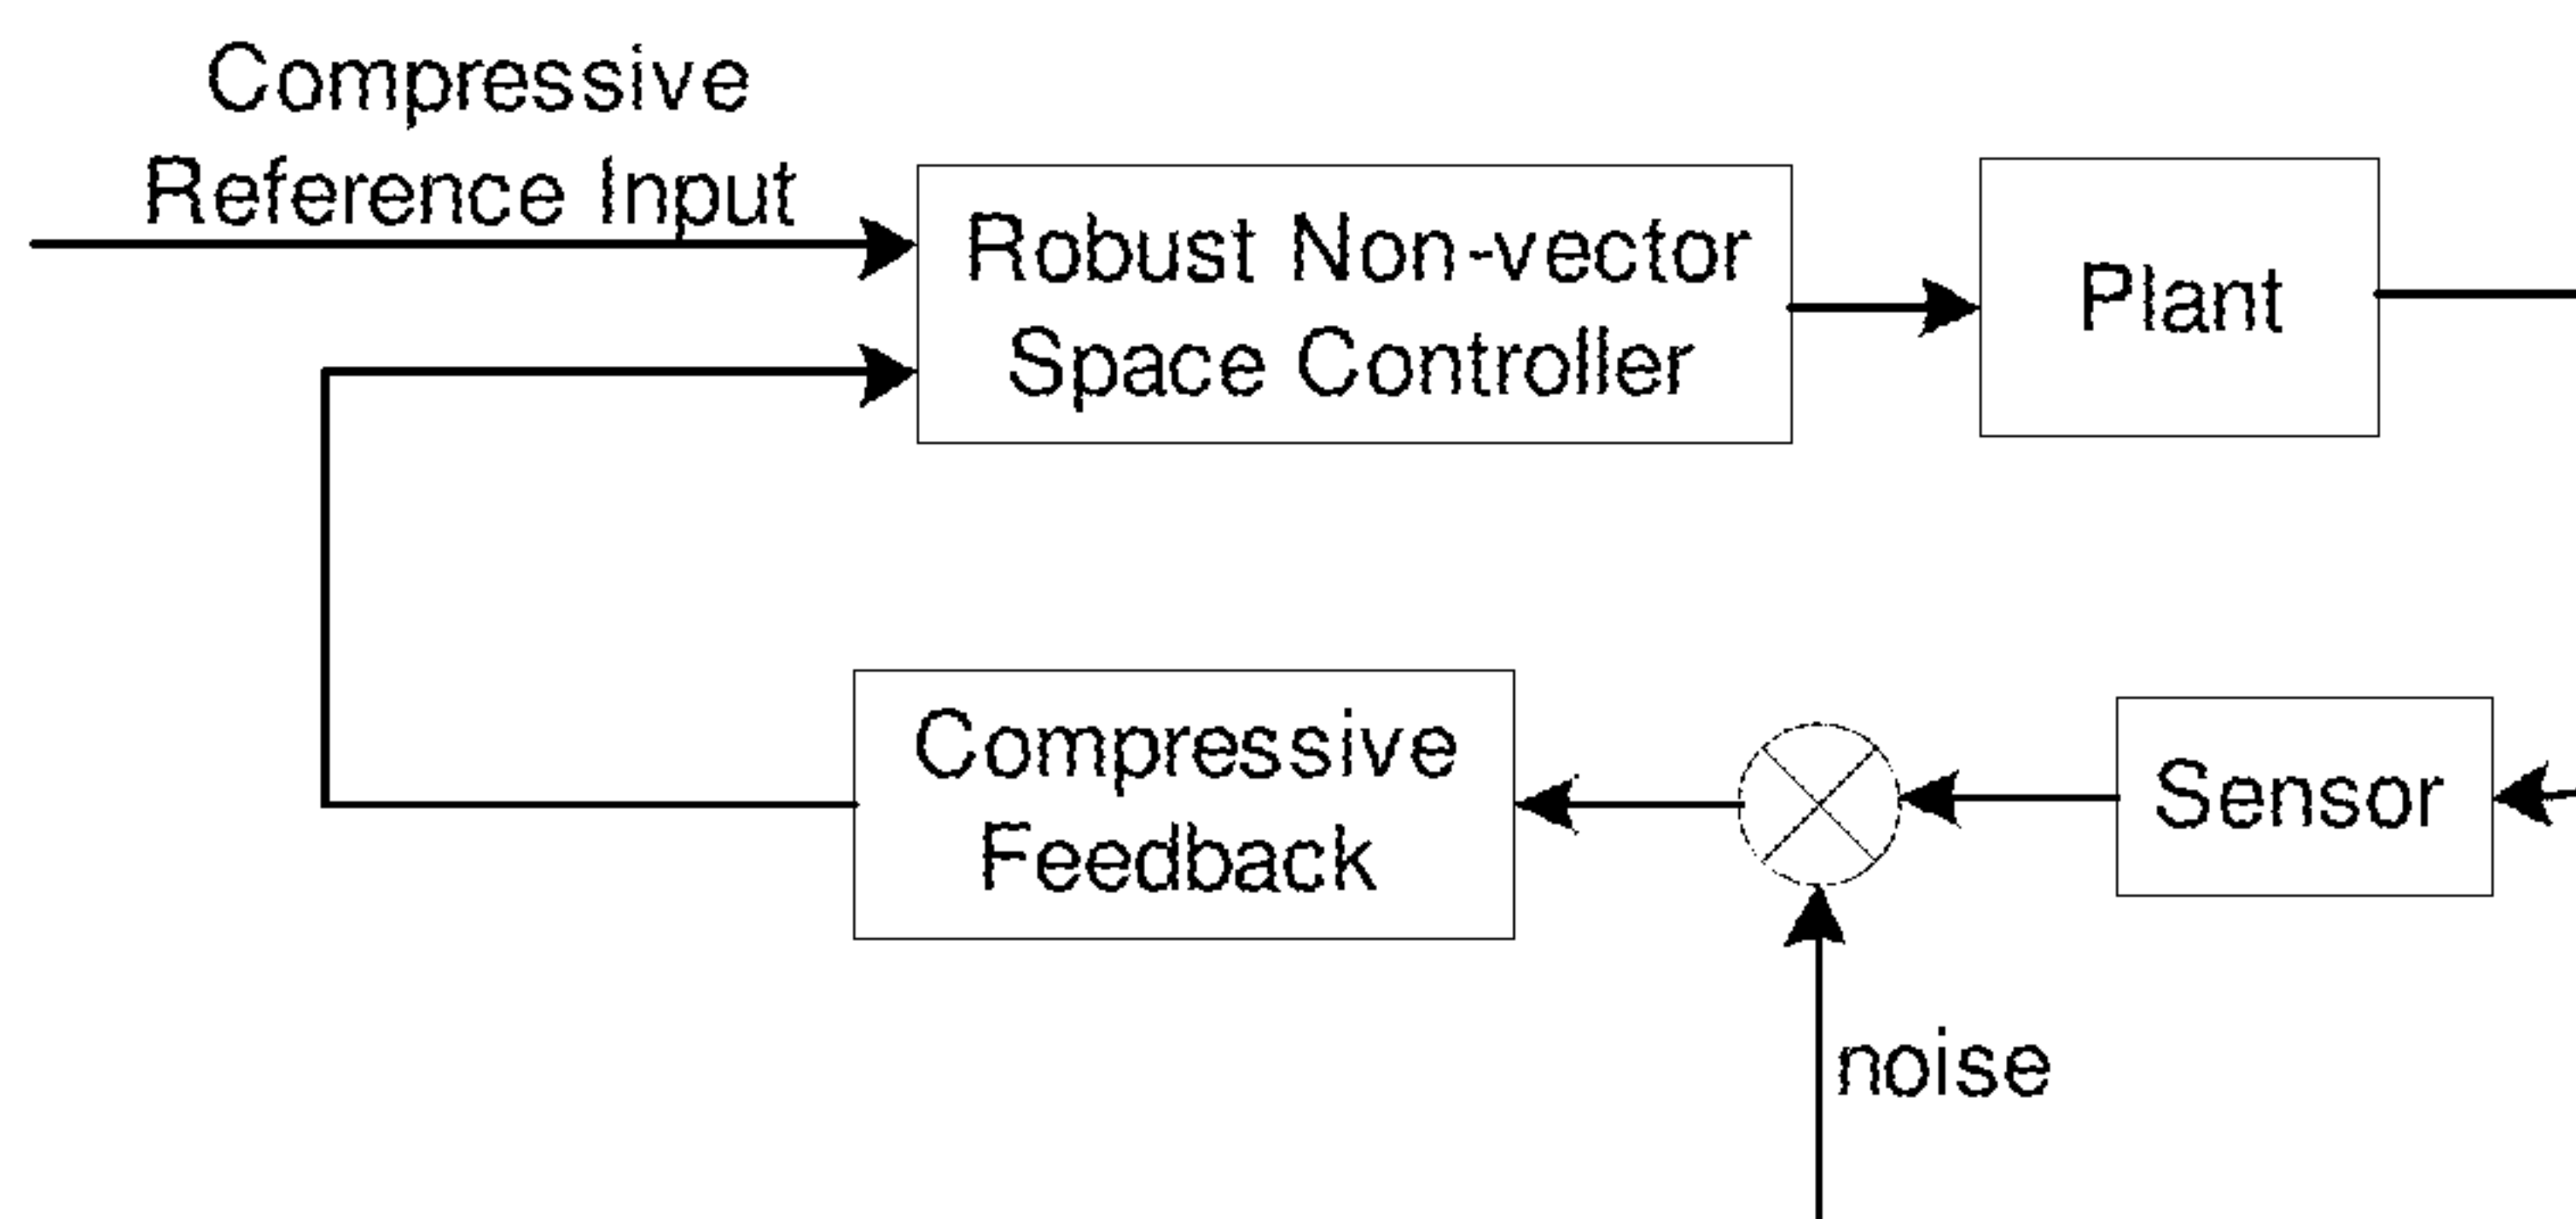 Compressive
Reference Input
Robust Non-vector
Space Controller
Plant
Compressive
Feedback
Sensor
noise